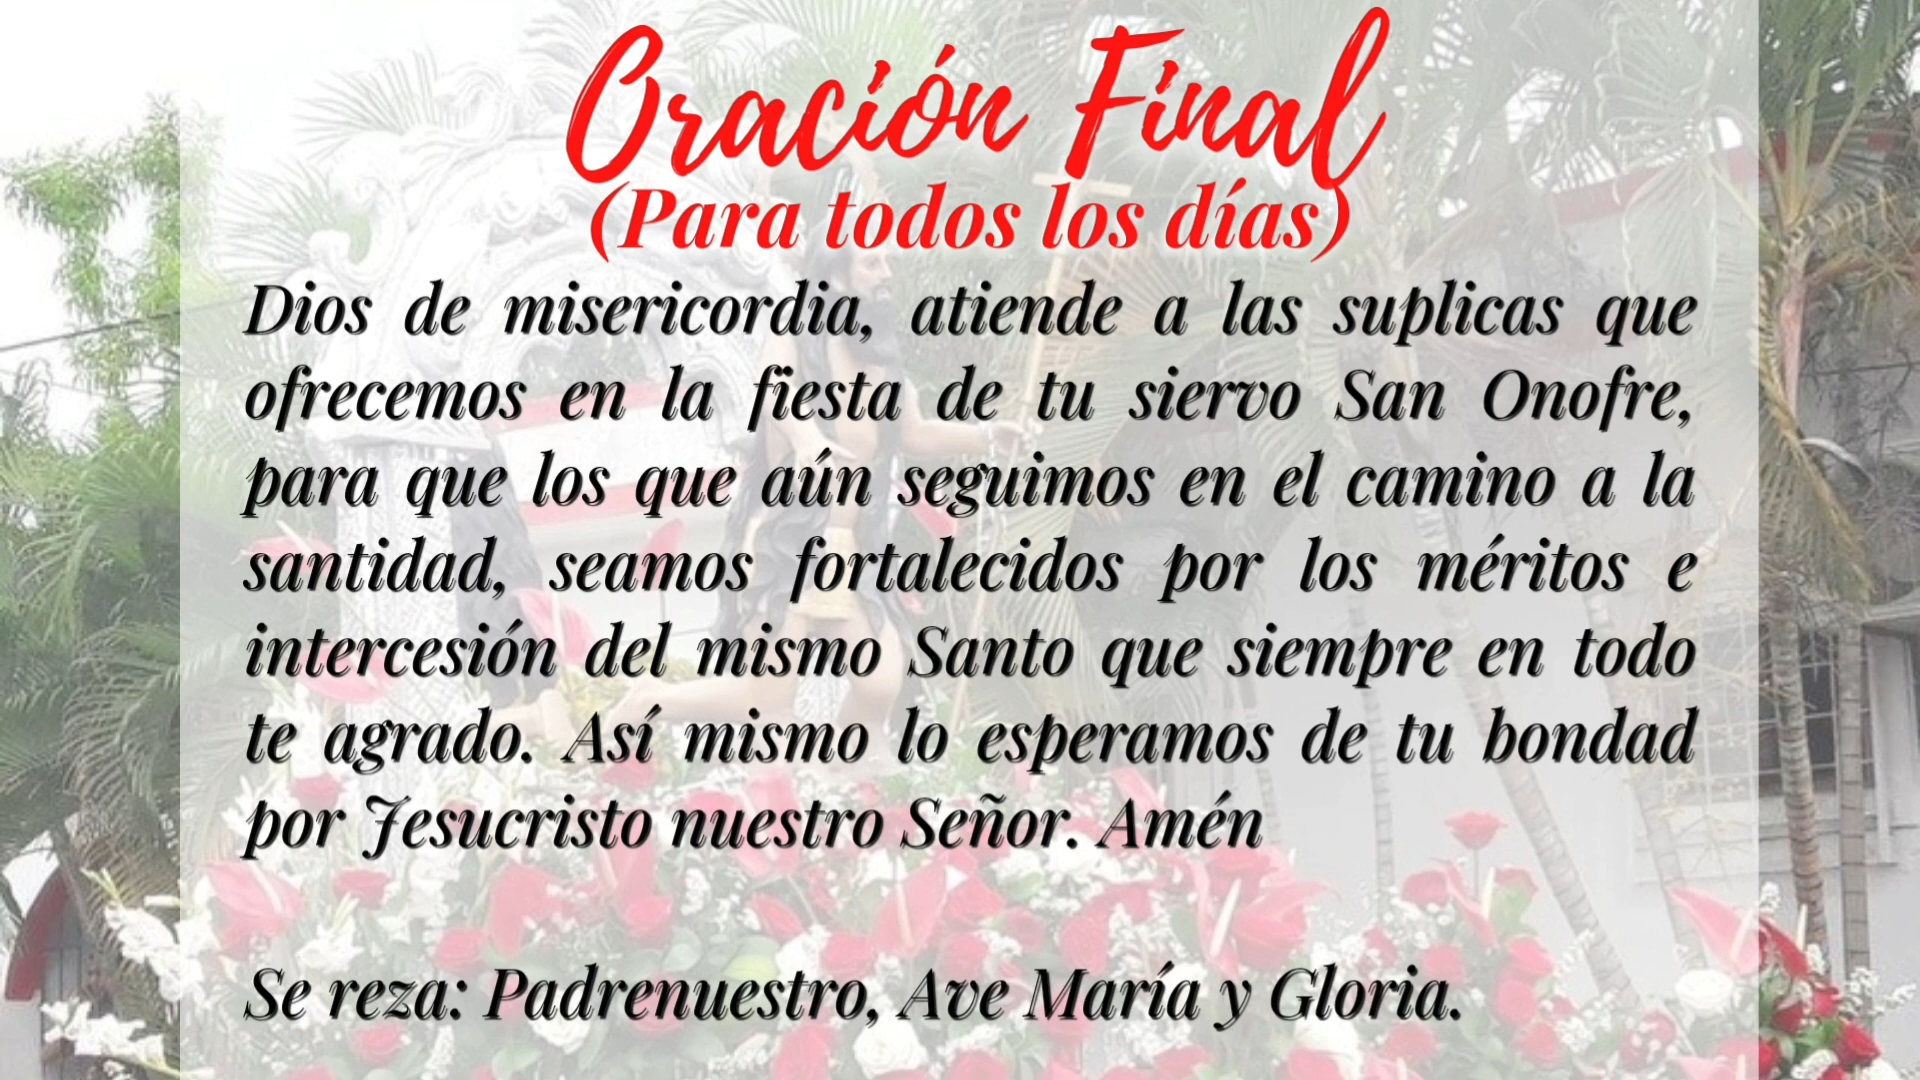 Oración Final
(Para todos los días)
Dios de misericordia, atiende a las suplicas que
ofrecemos en la fiesta de tu siervo San Onofre,
para que los que aún seguimos en el camino a la
santidad, seamos fortalecidos por los méritos e
intercesión del mismo Santo que siempre en todo
te agrado. Así mismo lo esperamos de tu bondad
por Jesucristo nuestro Señor. Amén
Se reza: Padrenuestro, Ave María y Gloria.